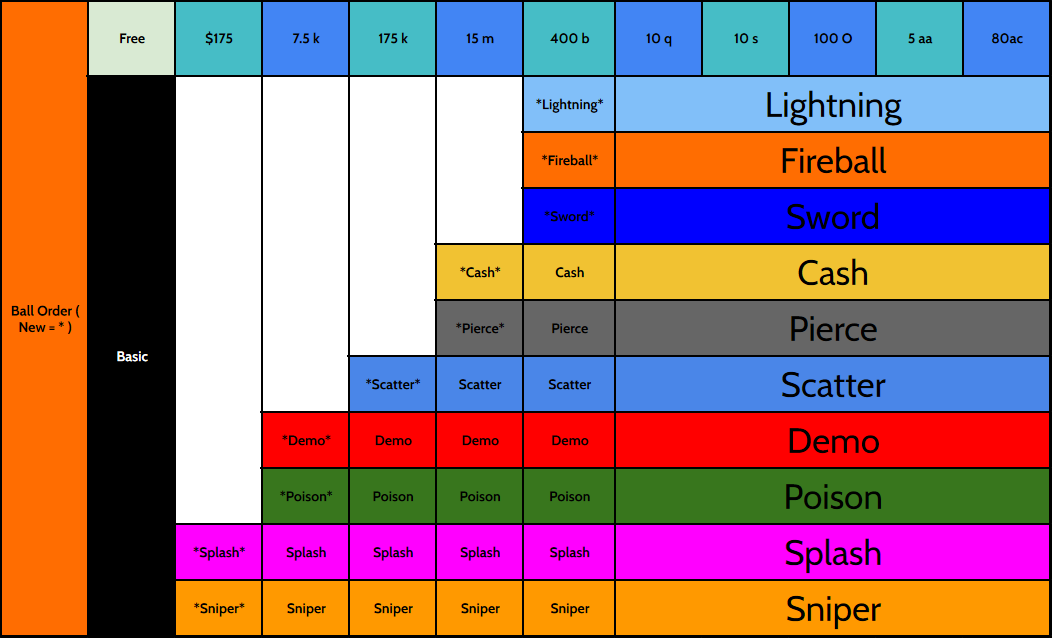 Free $175 7.5 k 175 k 15 m 400 b 10 q 10 s 100 O 5 aa 80ac
*Lightning* Lightning
*Fireball* Fireball
*Sword* Sword
*Cash* Cash Cash
Ball Order (
New = * )
*Pierce* Pierce Pierce
Basic
*Scatter* Scatter Scatter Scatter
*Demo* Demo Demo Demo Demo
*Poison* Poison Poison Poison Poison
*Splash* Splash Splash Splash Splash Splash
*Sniper* Sniper Sniper Sniper Sniper Sniper